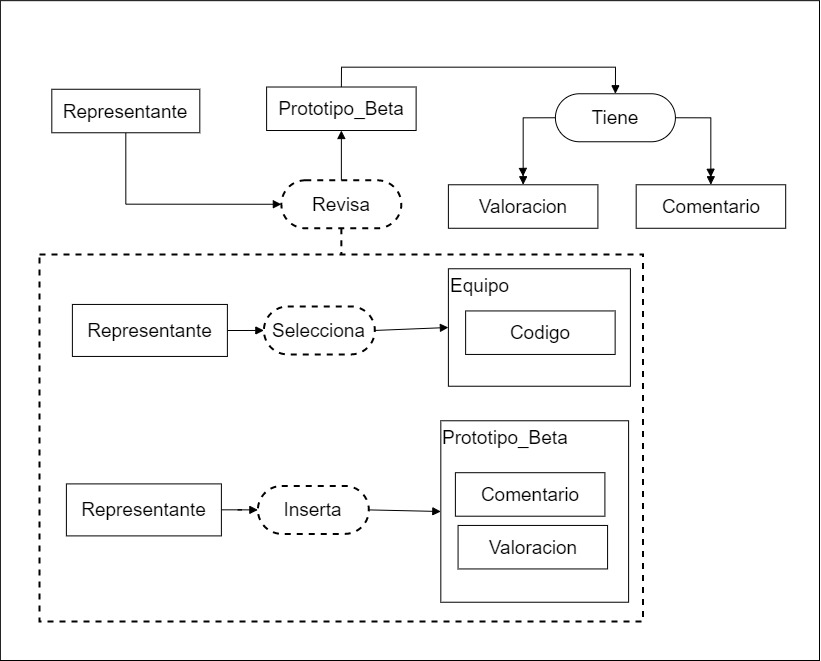 Representante
Prototipo_Beta
Tiene
Revisa
Valoracion
Comentario
Equipo
Representante
Selecciona
Codigo
Prototipo_Beta
Comentario
Representante
Inserta
Valoracion